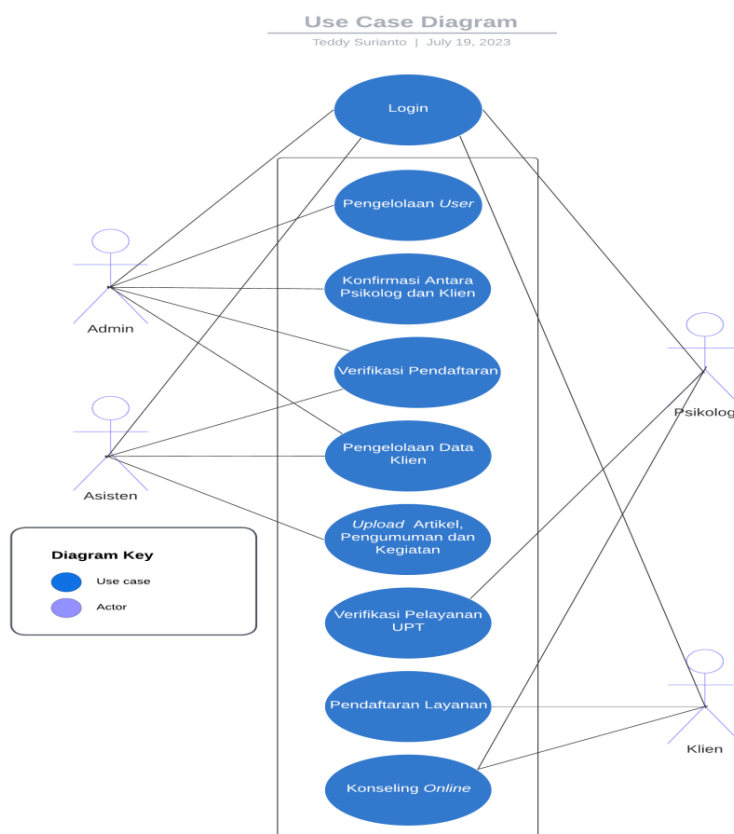 Use Case Diagram
Teddy Surianto | July 19, 2023
Login
Pengelolaan User
Konfirmasi Antara
Psikolog dan Klien
Admin
Verifikasi Pendaftaran
Psikolog
Pengelolaan Data
Klien
Asisten
Upload Artikel,
Pengumuman dan
Kegiatan
Diagram Key
Use case
Actor
Verifikasi Pelayanan
UPT
Pendaftaran Layanan
Klien
Konseling Online